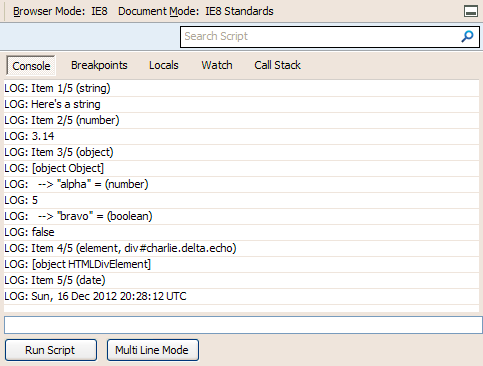 Browser Mode: IE8 Document Mode: IE8 Standards
Search Script
Console Breakpoints Locals Watch Call Stack
LOG: Item 1/5 (string)
LOG: Here's a string
LOG: Item 2/5 (number)
LOG: 3.14
LOG: Item 3/5 (object)
LOG: [object Object]
LOG: --> "alpha" = (number)
LOG: 5
LOG: --> "bravo" = (boolean)
LOG: false
LOG: Item 4/5 (element, div#charlie.delta.echo)
LOG: [object HTMLDivElement]
LOG: Item 5/5 (date)
LOG: Sun, 16 Dec 2012 20:28:12 UTC
Run Script Multi Line Mode